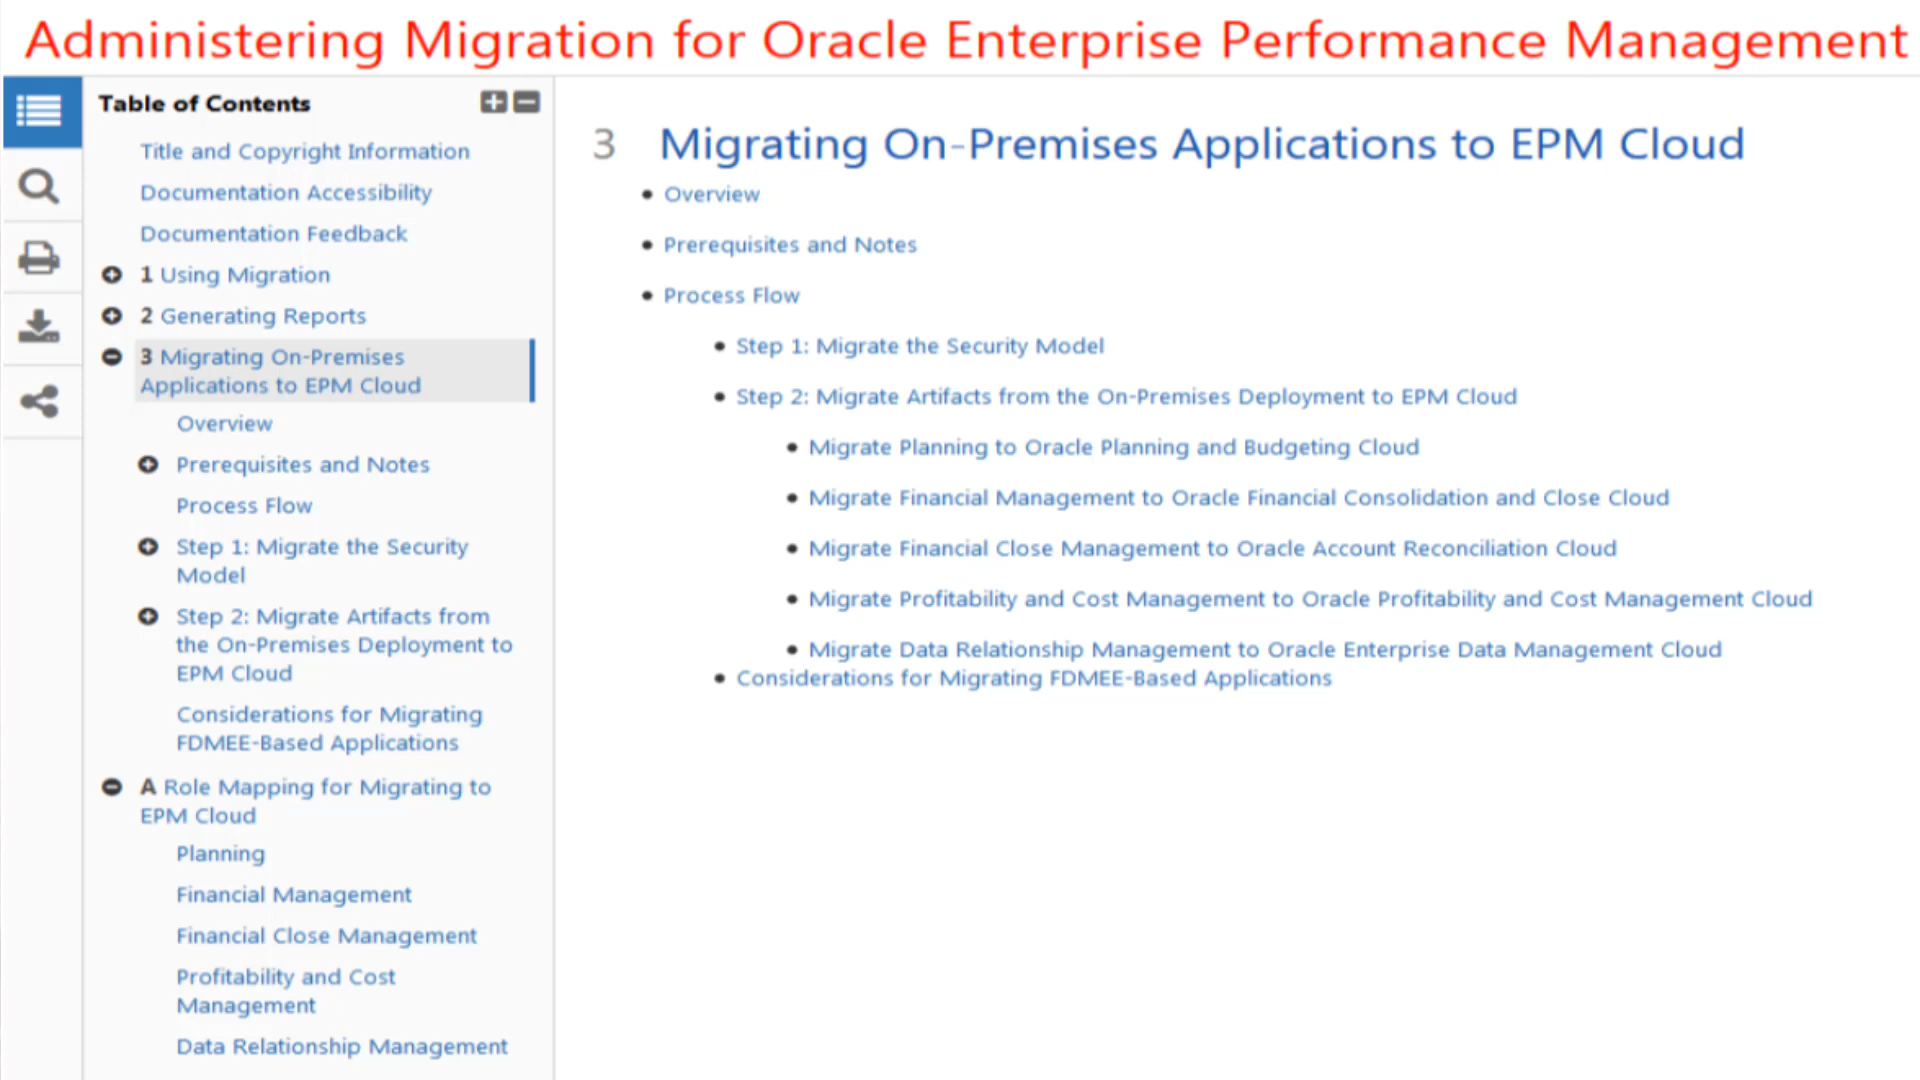 Administering Migration for Oracle Enterprise Performance Management
Table of Contents
Title and Copyright Information
Documentation Accessibility
Documentation Feedback
1 Using Migration
2 Generating Reports
3 Migrating On-Premises
Applications to EPM Cloud
Overview
Prerequisites and Notes
Process Flow
Step 1: Migrate the Security
Model
Step 2: Migrate Artifacts from
the On-Premises Deployment to
EPM Cloud
Considerations for Migrating
FDMEE-Based Applications
A Role Mapping for Migrating to
EPM Cloud
Planning
Financial Management
Financial Close Management
Profitability and Cost
Management
Data Relationship Management
3 Migrating On-Premises Applications to EPM Cloud
• Overview
• Prerequisites and Notes
• Process Flow
• Step 1: Migrate the Security Model
• Step 2: Migrate Artifacts from the On-Premises Deployment to EPM Cloud
• Migrate Planning to Oracle Planning and Budgeting Cloud
• Migrate Financial Management to Oracle Financial Consolidation and Close Cloud
• Migrate Financial Close Management to Oracle Account Reconciliation Cloud
• Migrate Profitability and Cost Management to Oracle Profitability and Cost Management Cloud
• Migrate Data Relationship Management to Oracle Enterprise Data Management Cloud
• Considerations for Migrating FDMEE-Based Applications